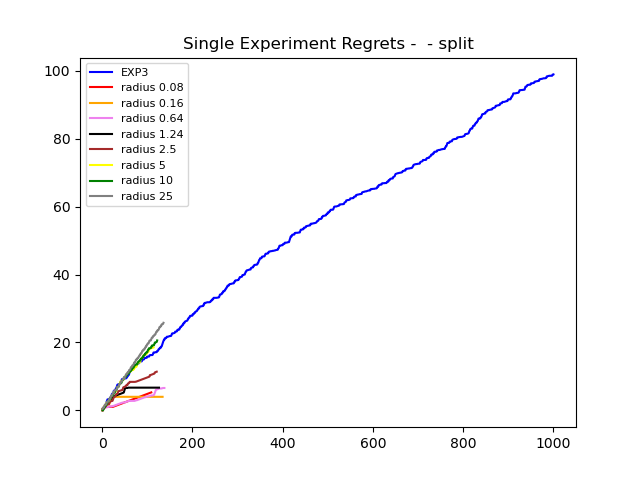 Single Experiment Regrets -  - split
EXP3
radius 0.08
radius 0.16
radius 0.64
radius 1.24
radius 2.5
radius 5
radius 10
radius 25
100
80
60
40
20
0
0 200 400 600 800 1000